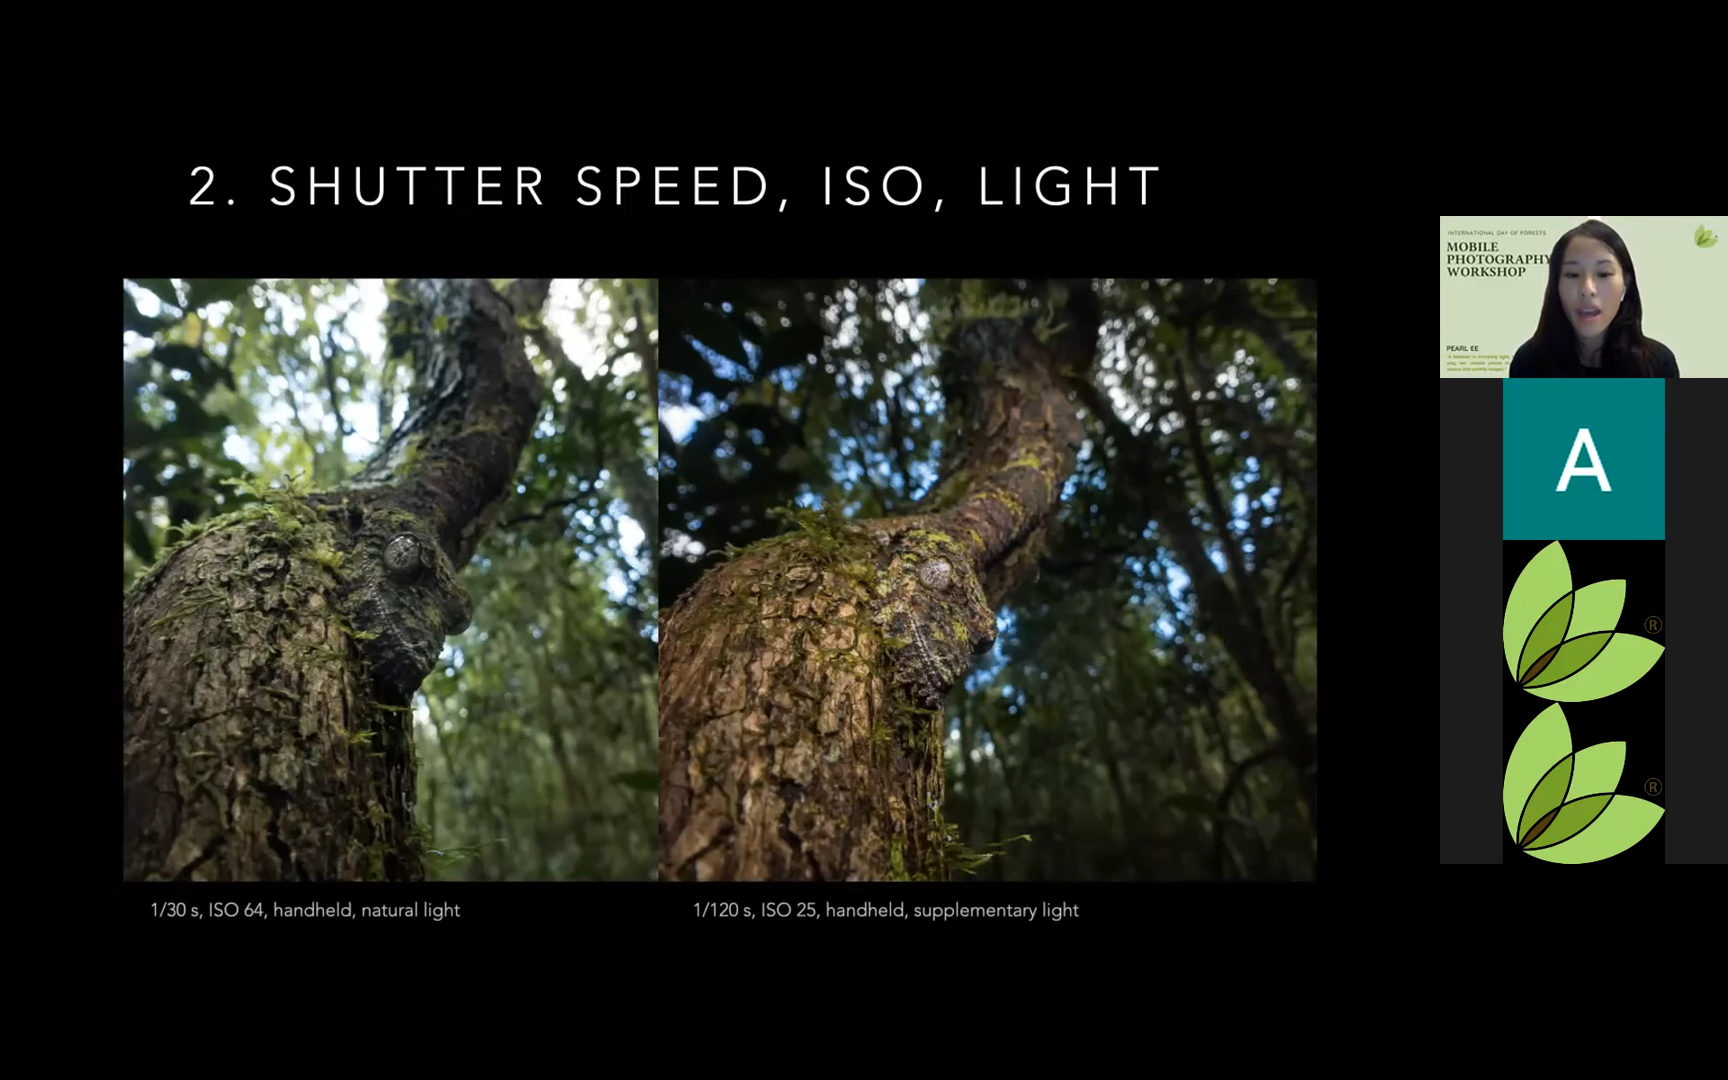 2. SHUTTER SPEED, ISO, LIGHT
1/30 s, ISO 64, handheld, natural light
1/120 s, ISO 25, handheld, supplementary light
INTERNATIONAL DAY OF FORESTS
MOBILE
PHOTOGRAPHY
WORKSHOP
PEARL EE
A
®
®